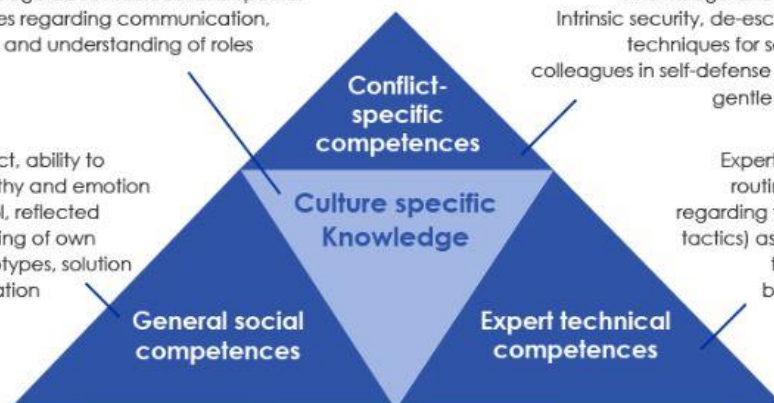 es regarding communication,
and understanding of roles
Intrinsic security, de-esc
techniques for s
colleagues in self-defense
gentle
Conflict-
specific
competences
ct, ability to
thy and emotion
l, reflected
ing of own
otypes, solution
ation
Culture specific
Knowledge
Expert
routin
regarding
tactics) as
t
b
General social
competences
Expert technical
competences